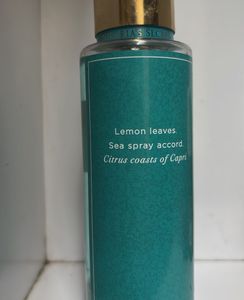 Lemon leaves.
Sea spray accord.
Citrus coasts of Capri.